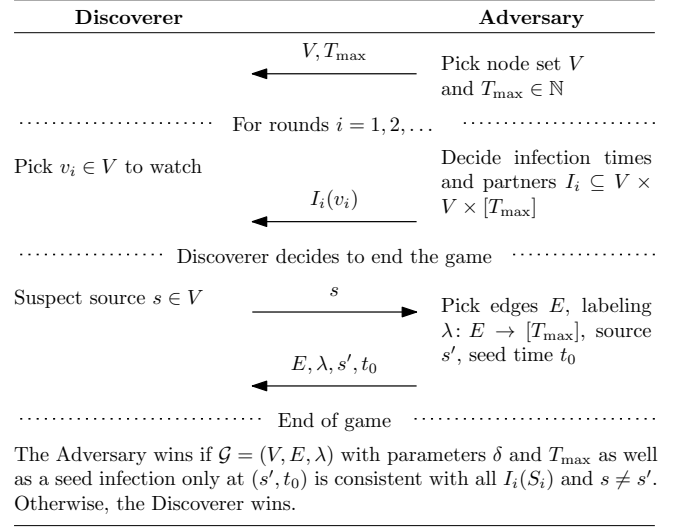 Discoverer Adversary
V, T_max
Pick node set V
and T_max ∈ ℕ
For rounds i = 1, 2, . . .
Pick v_i ∈ V to watch
Decide infection times
and partners I_i ⊆ V ×
V × [T_max]
I_i(v_i)
Discoverer decides to end the game
Suspect source s ∈ V
s
Pick edges E, labeling
λ: E → [T_max], source
s′, seed time t_0
E, λ, s′, t_0
End of game
The Adversary wins if 𝒢 = (V, E, λ) with parameters δ and T_max as well
as a seed infection only at (s′, t_0) is consistent with all I_i(S_i) and s ≠ s′.
Otherwise, the Discoverer wins.